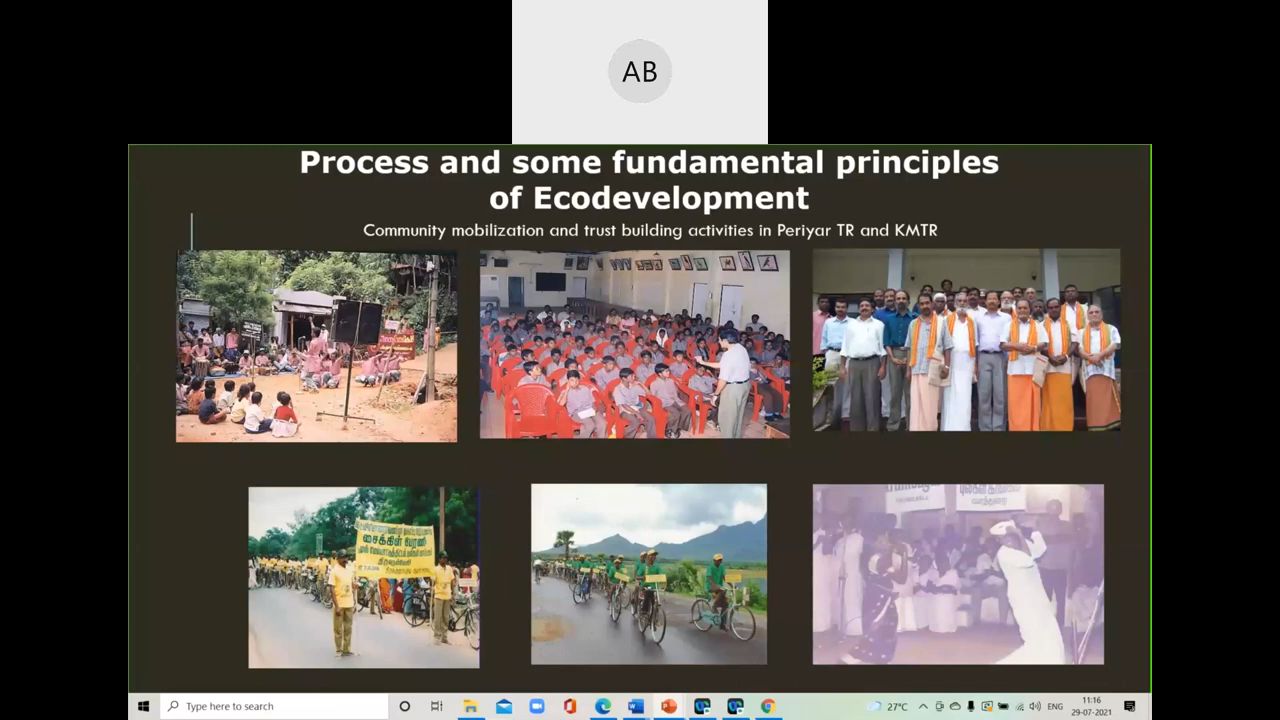 AB
Process and some fundamental principles
of Ecodevelopment
Community mobilization and trust building activities in Periyar TR and KMTR
சைக்கிள் பேரணி
Type here to search
27°C
ENG
11:16
29-07-2021